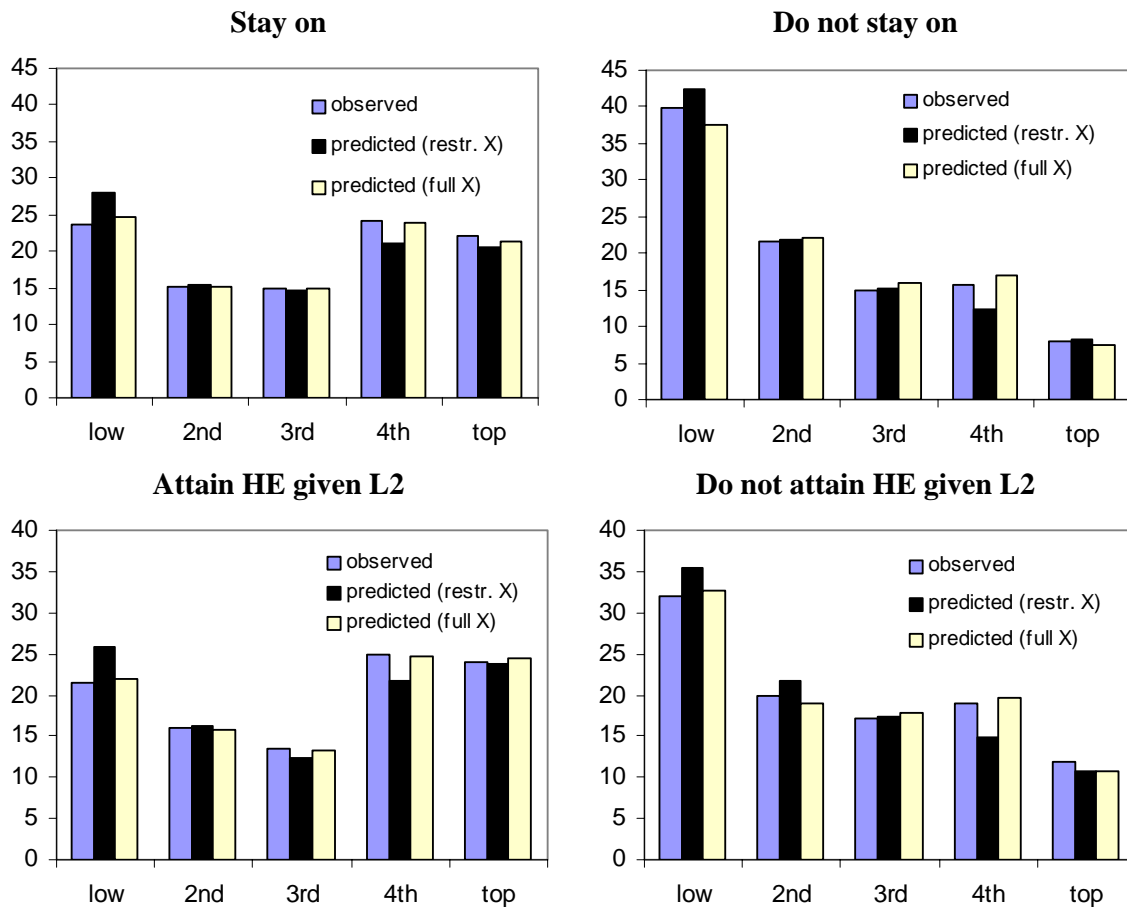 Stay on
45
40
35
30
25
20
15
10
5
0
observed
predicted (restr. X)
predicted (full X)
low 2nd 3rd 4th top
Do not stay on
45
40
35
30
25
20
15
10
5
0
observed
predicted (restr. X)
predicted (full X)
low 2nd 3rd 4th top
Attain HE given L2
40
35
30
25
20
15
10
5
0
observed
predicted (restr. X)
predicted (full X)
low 2nd 3rd 4th top
Do not attain HE given L2
40
35
30
25
20
15
10
5
0
observed
predicted (restr. X)
predicted (full X)
low 2nd 3rd 4th top